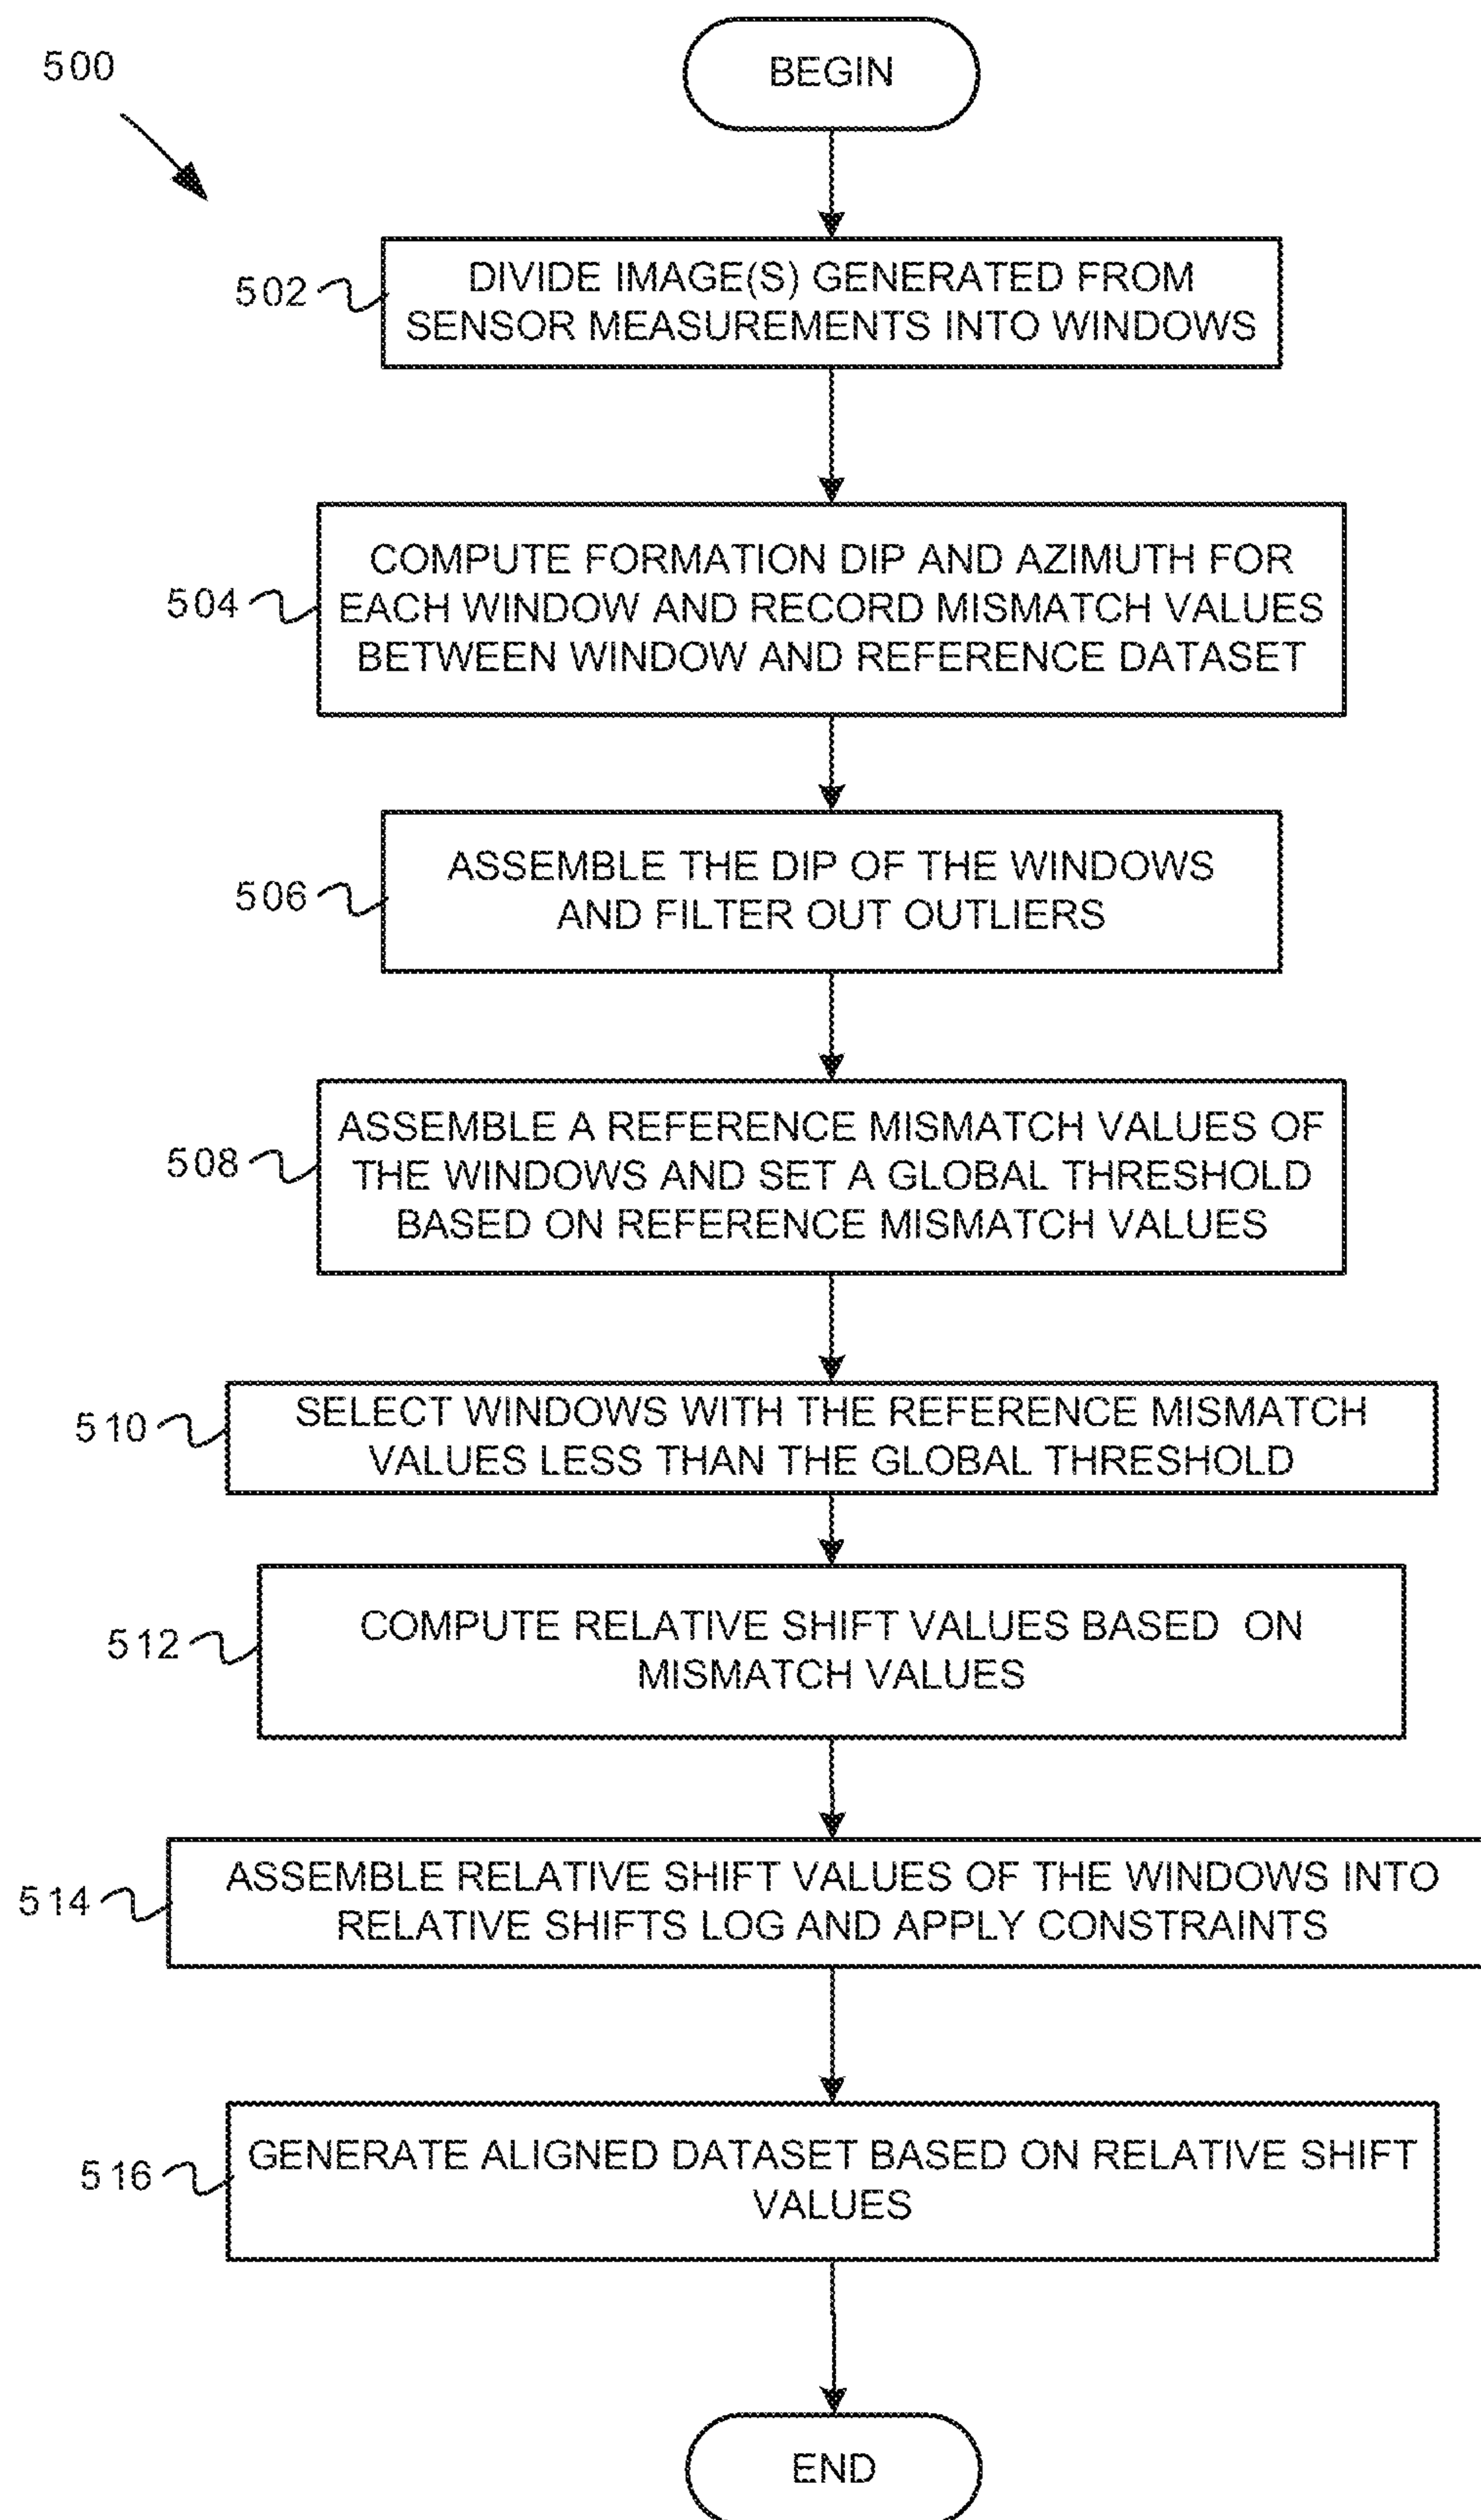 500
BEGIN
502
DIVIDE IMAGE(S) GENERATED FROM
SENSOR MEASUREMENTS INTO WINDOWS
504
COMPUTE FORMATION DIP AND AZIMUTH FOR
EACH WINDOW AND RECORD MISMATCH VALUES
BETWEEN WINDOW AND REFERENCE DATASET
506
ASSEMBLE THE DIP OF THE WINDOWS
AND FILTER OUT OUTLIERS
508
ASSEMBLE A REFERENCE MISMATCH VALUES OF
THE WINDOWS AND SET A GLOBAL THRESHOLD
BASED ON REFERENCE MISMATCH VALUES
510
SELECT WINDOWS WITH THE REFERENCE MISMATCH
VALUES LESS THAN THE GLOBAL THRESHOLD
512
COMPUTE RELATIVE SHIFT VALUES BASED ON
MISMATCH VALUES
514
ASSEMBLE RELATIVE SHIFT VALUES OF THE WINDOWS INTO
RELATIVE SHIFTS LOG AND APPLY CONSTRAINTS
516
GENERATE ALIGNED DATASET BASED ON RELATIVE SHIFT
VALUES
END